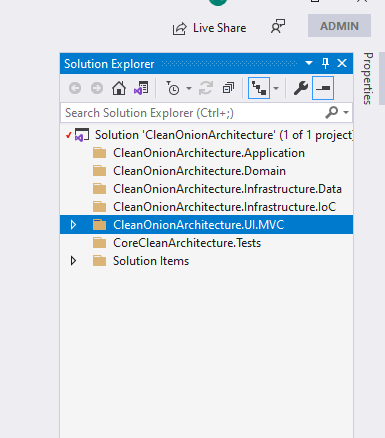 Live Share
ADMIN
Solution Explorer
Search Solution Explorer (Ctrl+;)
Solution 'CleanOnionArchitecture' (1 of 1 project
CleanOnionArchitecture.Application
CleanOnionArchitecture.Domain
CleanOnionArchitecture.Infrastructure.Data
CleanOnionArchitecture.Infrastructure.IoC
CleanOnionArchitecture.UI.MVC
CoreCleanArchitecture.Tests
Solution Items
Properties